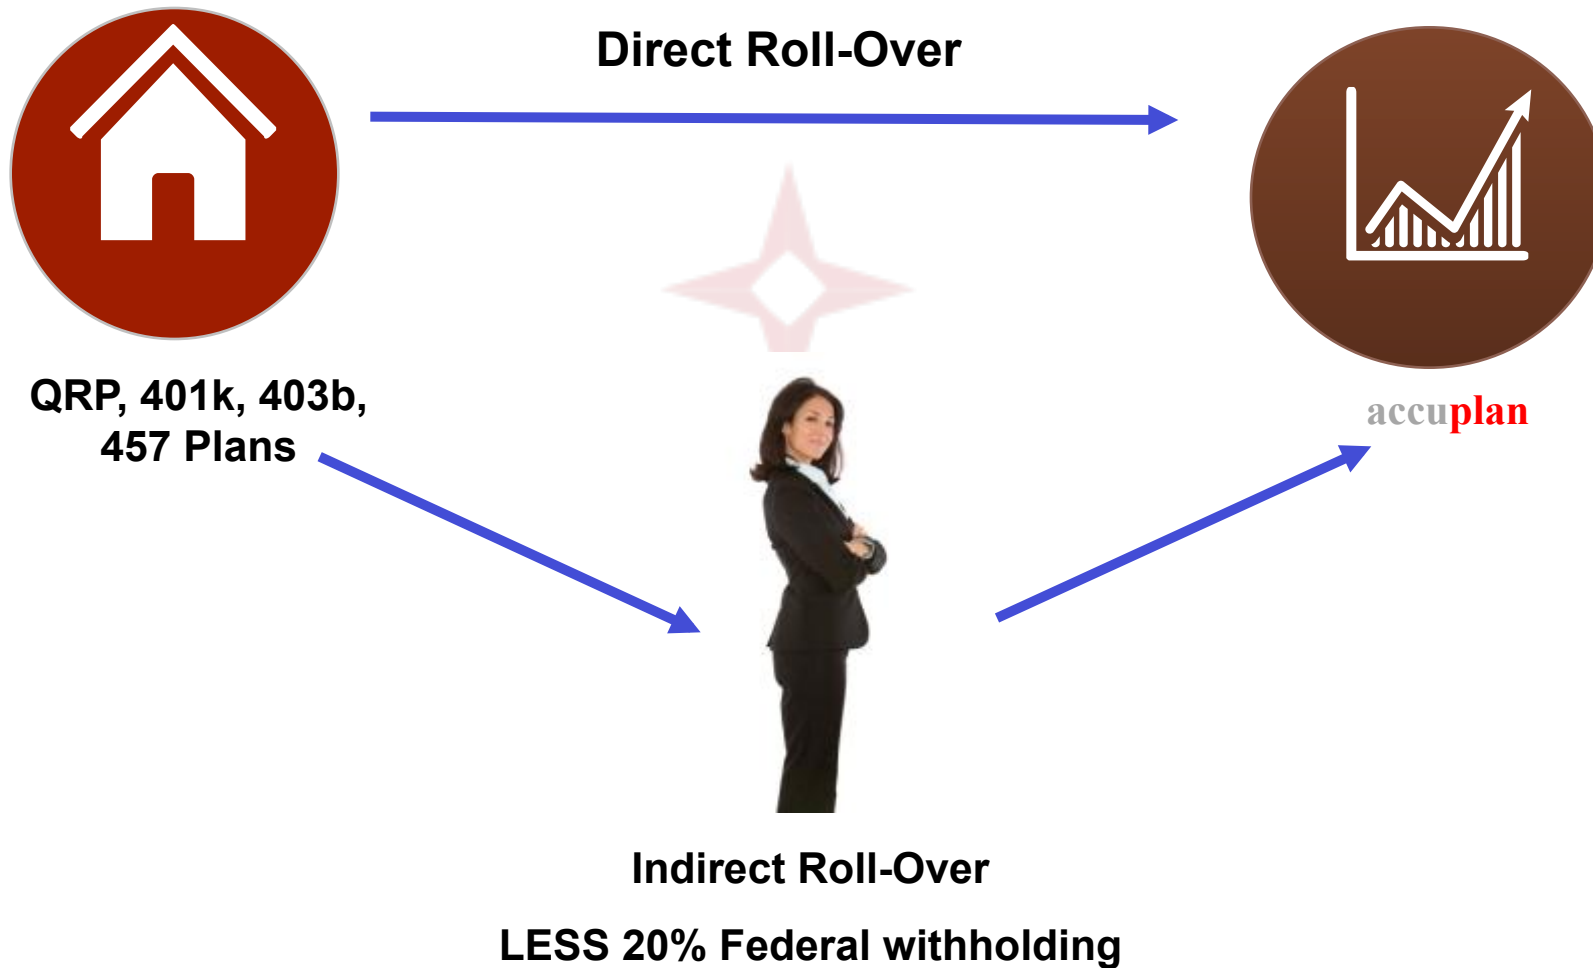 Direct Roll-Over
QRP, 401k, 403b,
457 Plans
accuplan
Indirect Roll-Over
LESS 20% Federal withholding